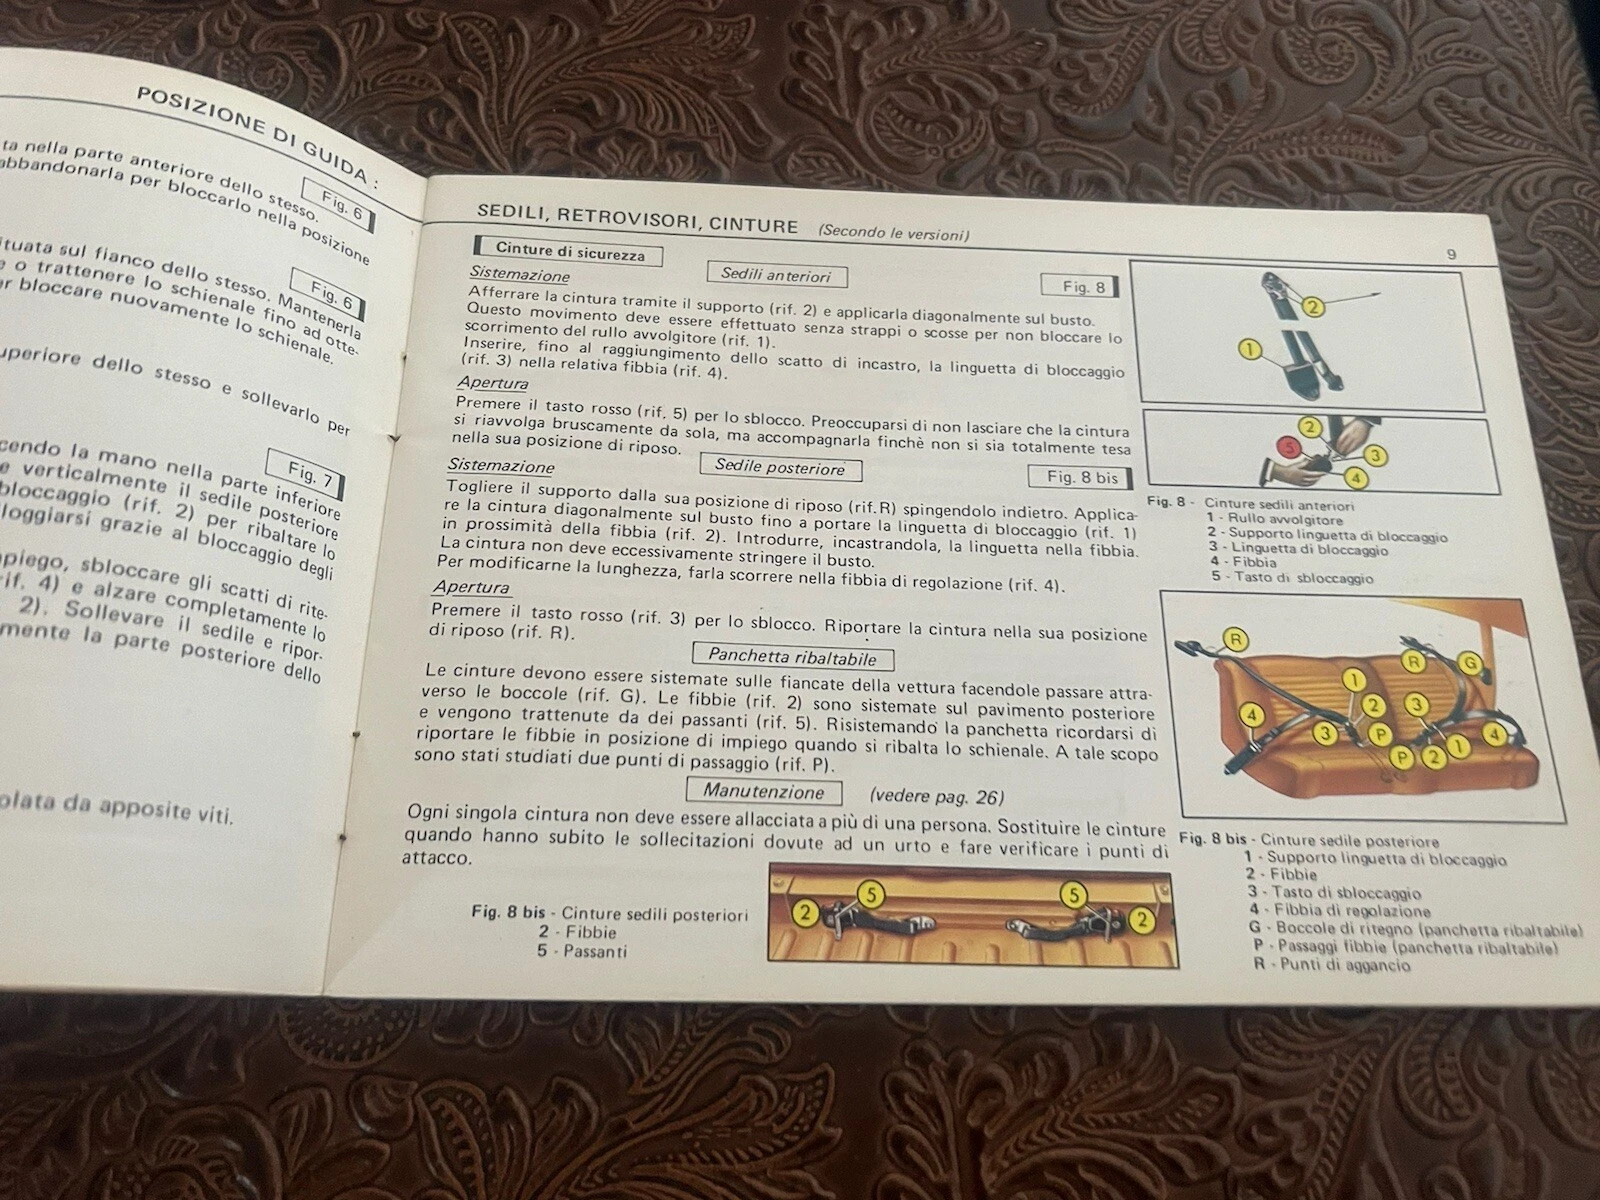 POSIZIONE DI GUIDA :
ta nella parte anteriore dello stesso.
Fig. 6
abbandonarla per bloccarlo nella posizione
ituata sul fianco dello stesso. Mantenerla
Fig. 6
e o trattenere lo schienale fino ad otte-
er bloccare nuovamente lo schienale.
uperiore dello stesso e sollevarlo per
Fig. 7
cendo la mano nella parte inferiore
e verticalmente il sedile posteriore
bloccaggio (rif. 2) per ribaltare lo
lloggiarsi grazie al bloccaggio degli
mpiego, sbloccare gli scatti di rite-
rif. 4) e alzare completamente lo
2). Sollevare il sedile e ripor-
mente la parte posteriore dello
olata da apposite viti.
SEDILI, RETROVISORI, CINTURE (Secondo le versioni)
9
Cinture di sicurezza
Sedili anteriori
Fig. 8
Sistemazione
Afferrare la cintura tramite il supporto (rif. 2) e applicarla diagonalmente sul busto.
Questo movimento deve essere effettuato senza strappi o scosse per non bloccare lo
scorrimento del rullo avvolgitore (rif. 1).
Inserire, fino al raggiungimento dello scatto di incastro, la linguetta di bloccaggio
(rif. 3) nella relativa fibbia (rif. 4).
Apertura
Premere il tasto rosso (rif. 5) per lo sblocco. Preoccuparsi di non lasciare che la cintura
si riavvolga bruscamente da sola, ma accompagnarla finchè non si sia totalmente tesa
nella sua posizione di riposo.
Sedile posteriore
Fig. 8 bis
Sistemazione
Togliere il supporto dalla sua posizione di riposo (rif. R) spingendolo indietro. Applica-
re la cintura diagonalmente sul busto fino a portare la linguetta di bloccaggio (rif. 1)
in prossimità della fibbia (rif. 2). Introdurre, incastrandola, la linguetta nella fibbia.
La cintura non deve eccessivamente stringere il busto.
Per modificarne la lunghezza, farla scorrere nella fibbia di regolazione (rif. 4).
Apertura
Premere il tasto rosso (rif. 3) per lo sblocco. Riportare la cintura nella sua posizione
di riposo (rif. R).
Panchetta ribaltabile
Le cinture devono essere sistemate sulle fiancate della vettura facendole passare attra-
verso le boccole (rif. G). Le fibbie (rif. 2) sono sistemate sul pavimento posteriore
e vengono trattenute da dei passanti (rif. 5). Risistemando la panchetta ricordarsi di
riportare le fibbie in posizione di impiego quando si ribalta lo schienale. A tale scopo
sono stati studiati due punti di passaggio (rif. P).
Manutenzione (vedere pag. 26)
Ogni singola cintura non deve essere allacciata a più di una persona. Sostituire le cinture
quando hanno subito le sollecitazioni dovute ad un urto e fare verificare i punti di
attacco.
Fig. 8 bis - Cinture sedili posteriori
2 - Fibbie
5 - Passanti
2 5 5 2
2
1
2
5 3
4
Fig. 8 - Cinture sedili anteriori
1 - Rullo avvolgitore
2 - Supporto linguetta di bloccaggio
3 - Linguetta di bloccaggio
4 - Fibbia
5 - Tasto di sbloccaggio
R R G
1
4 2 3
3 P 4
P 2 1
Fig. 8 bis - Cinture sedile posteriore
1 - Supporto linguetta di bloccaggio
2 - Fibbie
3 - Tasto di sbloccaggio
4 - Fibbia di regolazione
G - Boccole di ritegno (panchetta ribaltabile)
P - Passaggi fibbie (panchetta ribaltabile)
R - Punti di aggancio